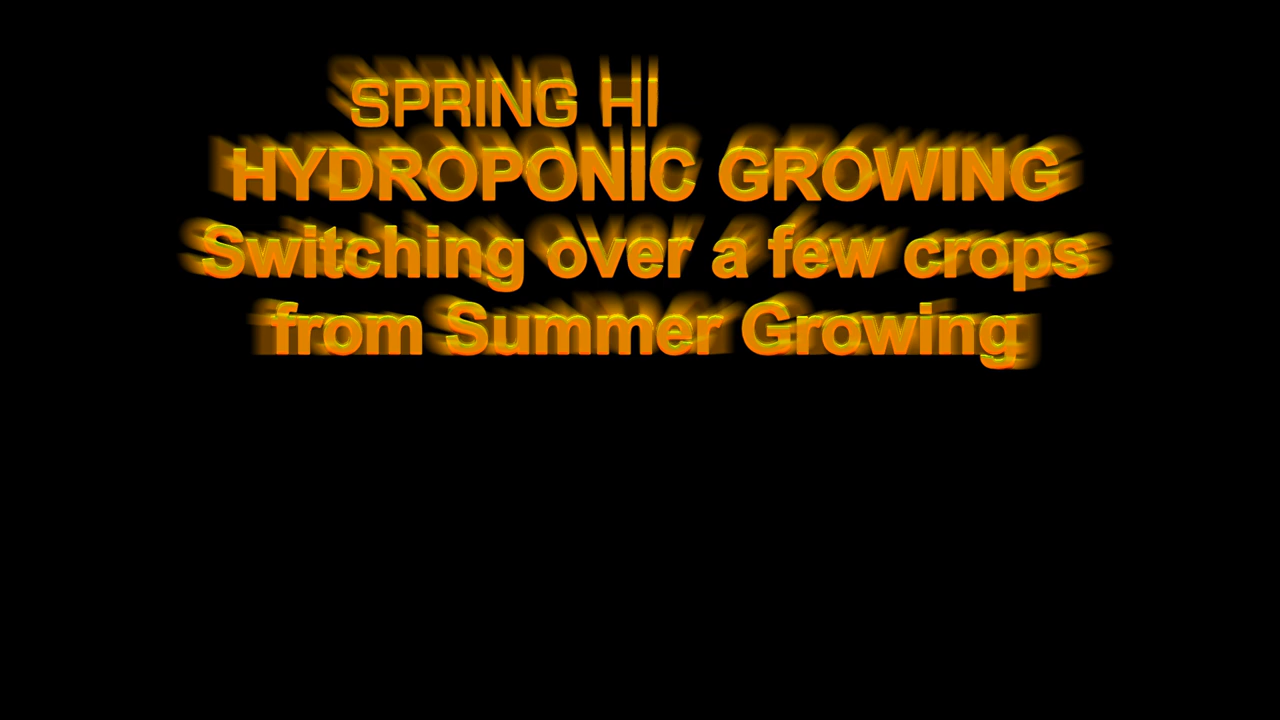 SPRING HI
HYDROPONIC GROWING
Switching over a few crops
from Summer Growing